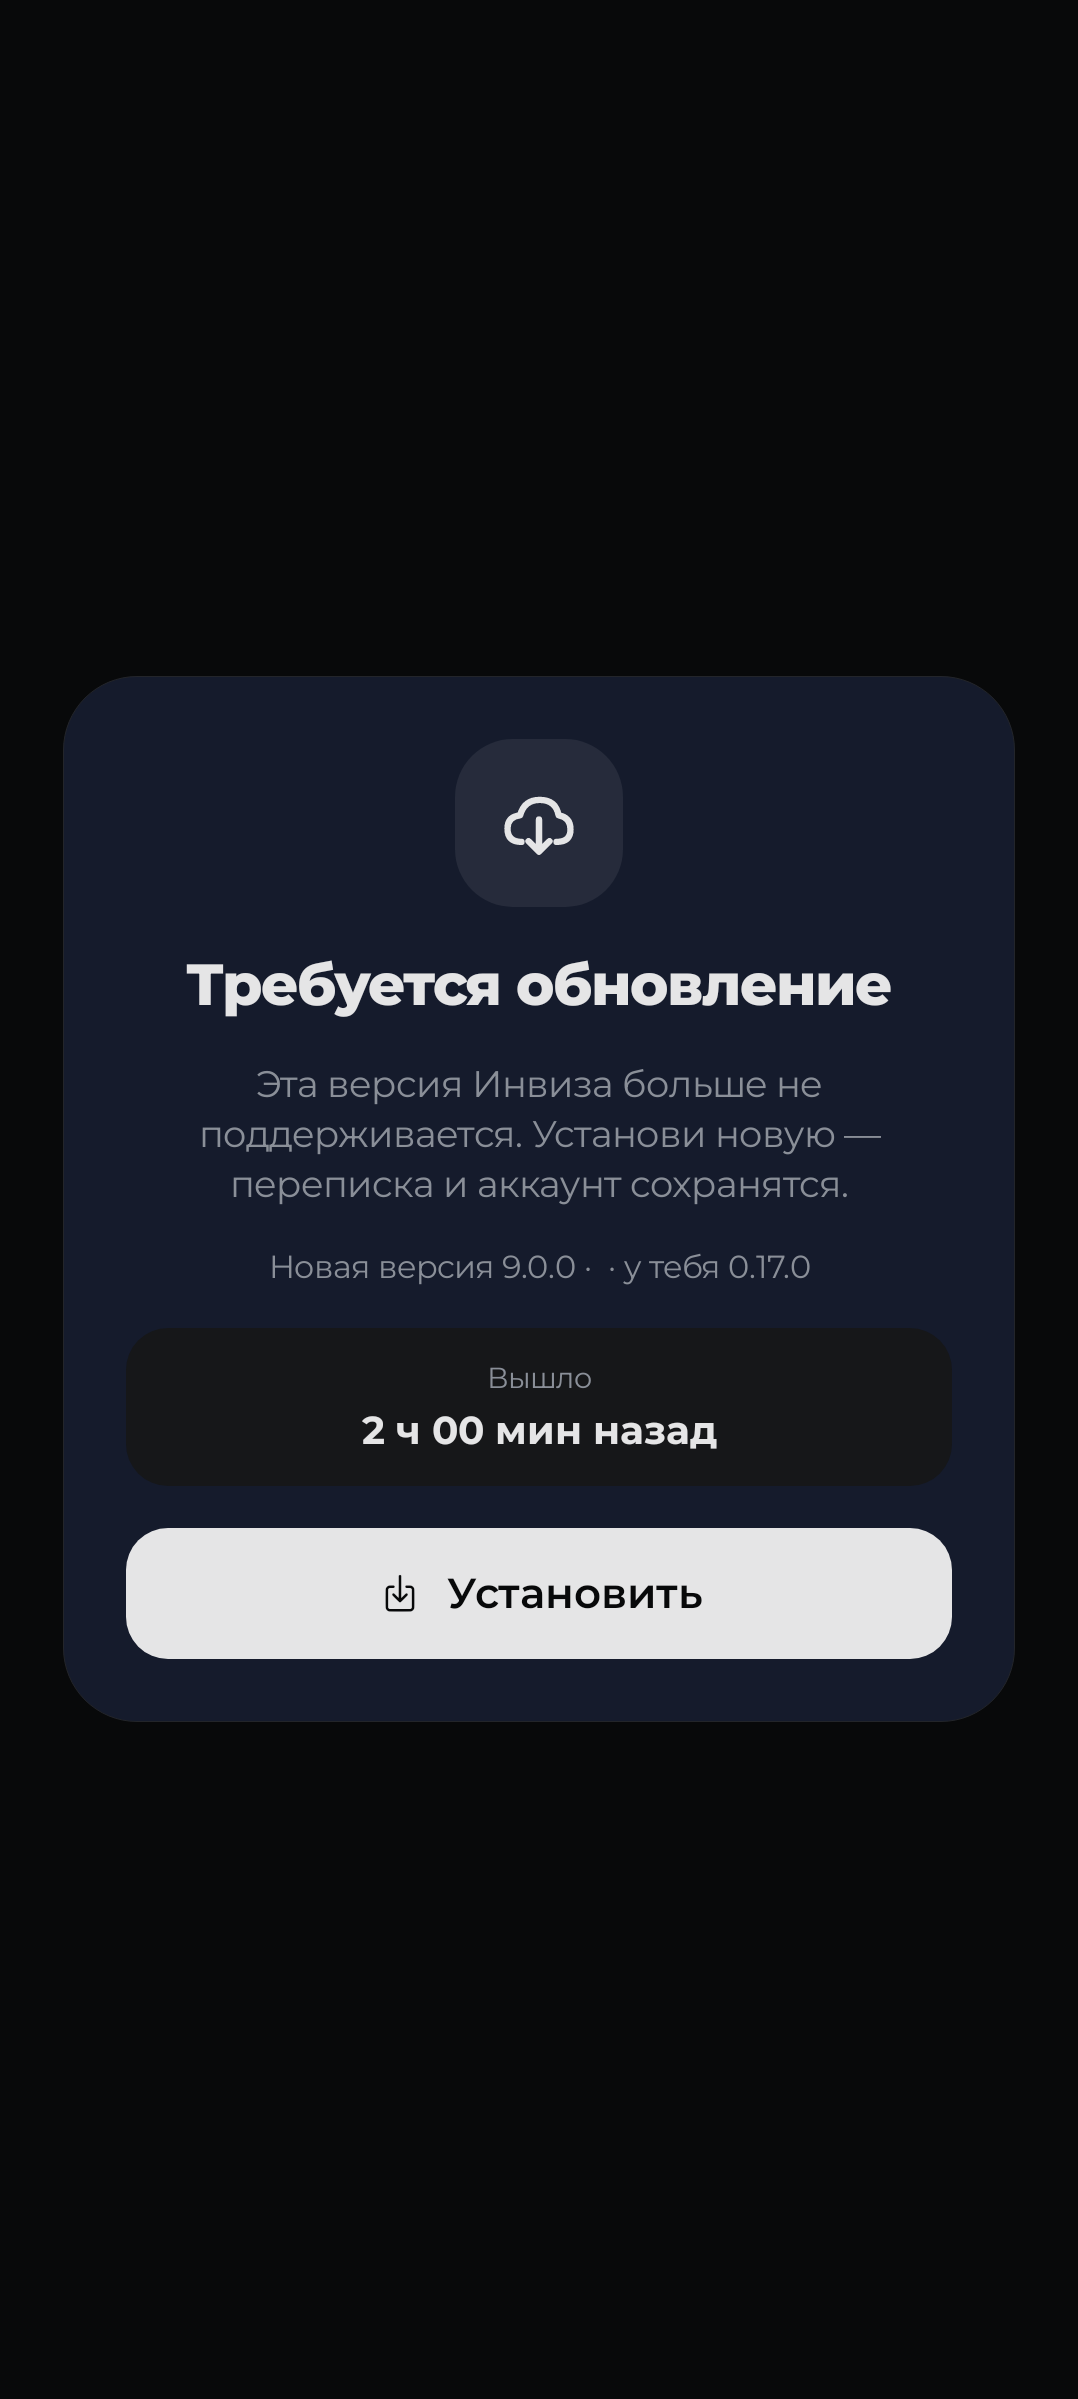 Требуется обновление
Эта версия Инвиза больше не
поддерживается. Установи новую —
переписка и аккаунт сохранятся.
Новая версия 9.0.0 ·  · у тебя 0.17.0
Вышло
2 ч 00 мин назад
Установить